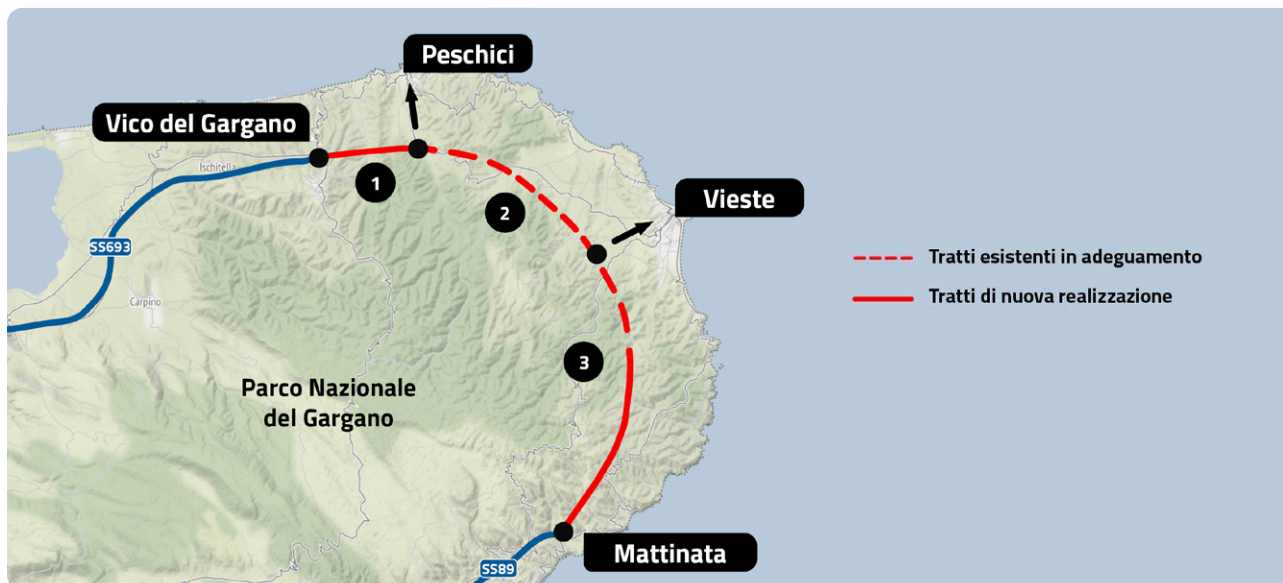 Peschici
Vico del Gargano
Ischitella
1
2
Vieste
SS693
Tratti esistenti in adeguamento
Tratti di nuova realizzazione
Carpino
3
Parco Nazionale
del Gargano
Mattinata
SS89